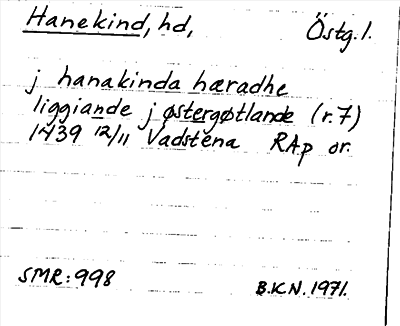 Hanekind, hd, Östg. l.
j hanakinda hæradhe
liggiande j østergøtlande (r. 7)
1439 12/11 Vadstena RAp or.
SMR: 998 B.K.N. 1971.